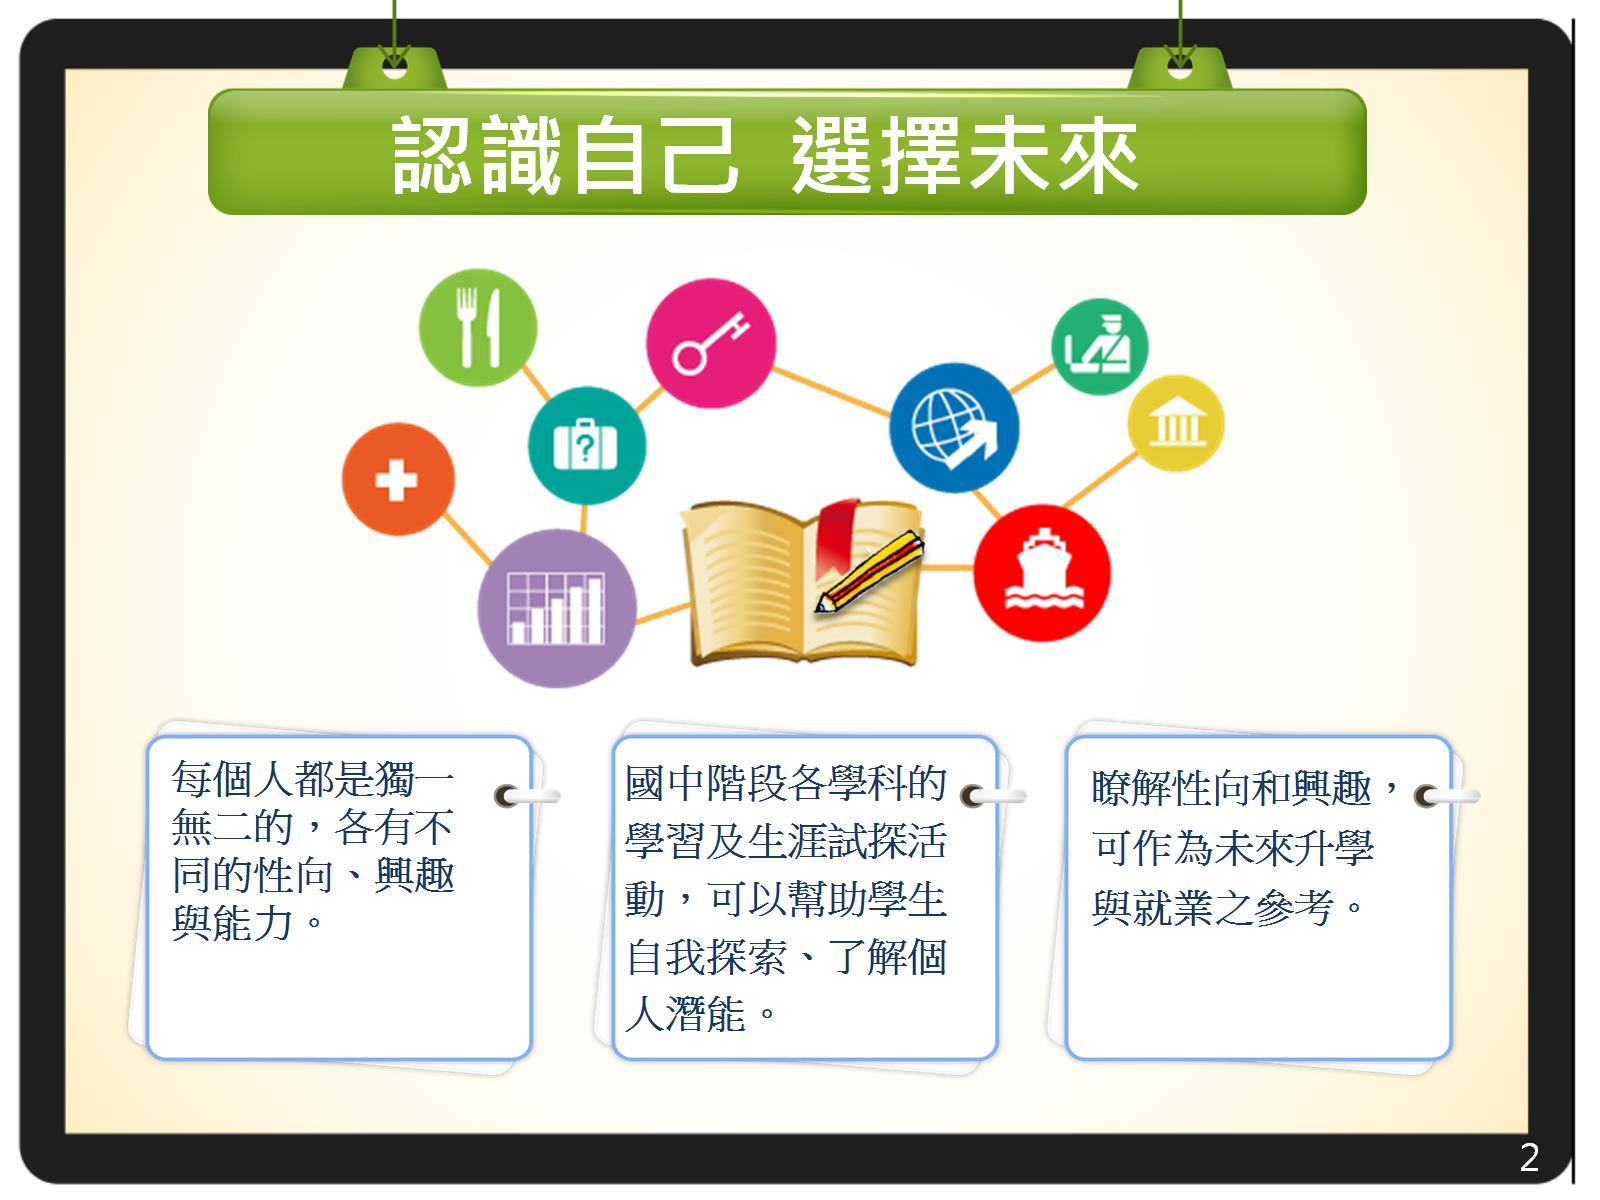 認識自己 選擇未來
每個人都是獨一
無二的，各有不
同的性向、興趣
與能力。
國中階段各學科的
學習及生涯試探活
動，可以幫助學生
自我探索、了解個
人潛能。
瞭解性向和興趣，
可作為未來升學
與就業之參考。
2